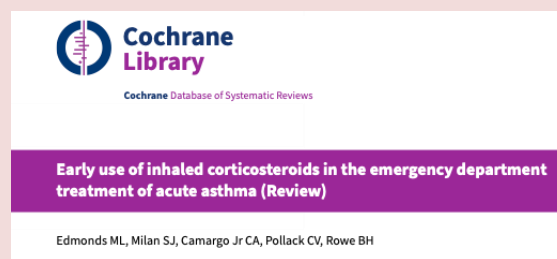 Cochrane
Library
Cochrane Database of Systematic Reviews
Early use of inhaled corticosteroids in the emergency department
treatment of acute asthma (Review)
Edmonds ML, Milan SJ, Camargo Jr CA, Pollack CV, Rowe BH